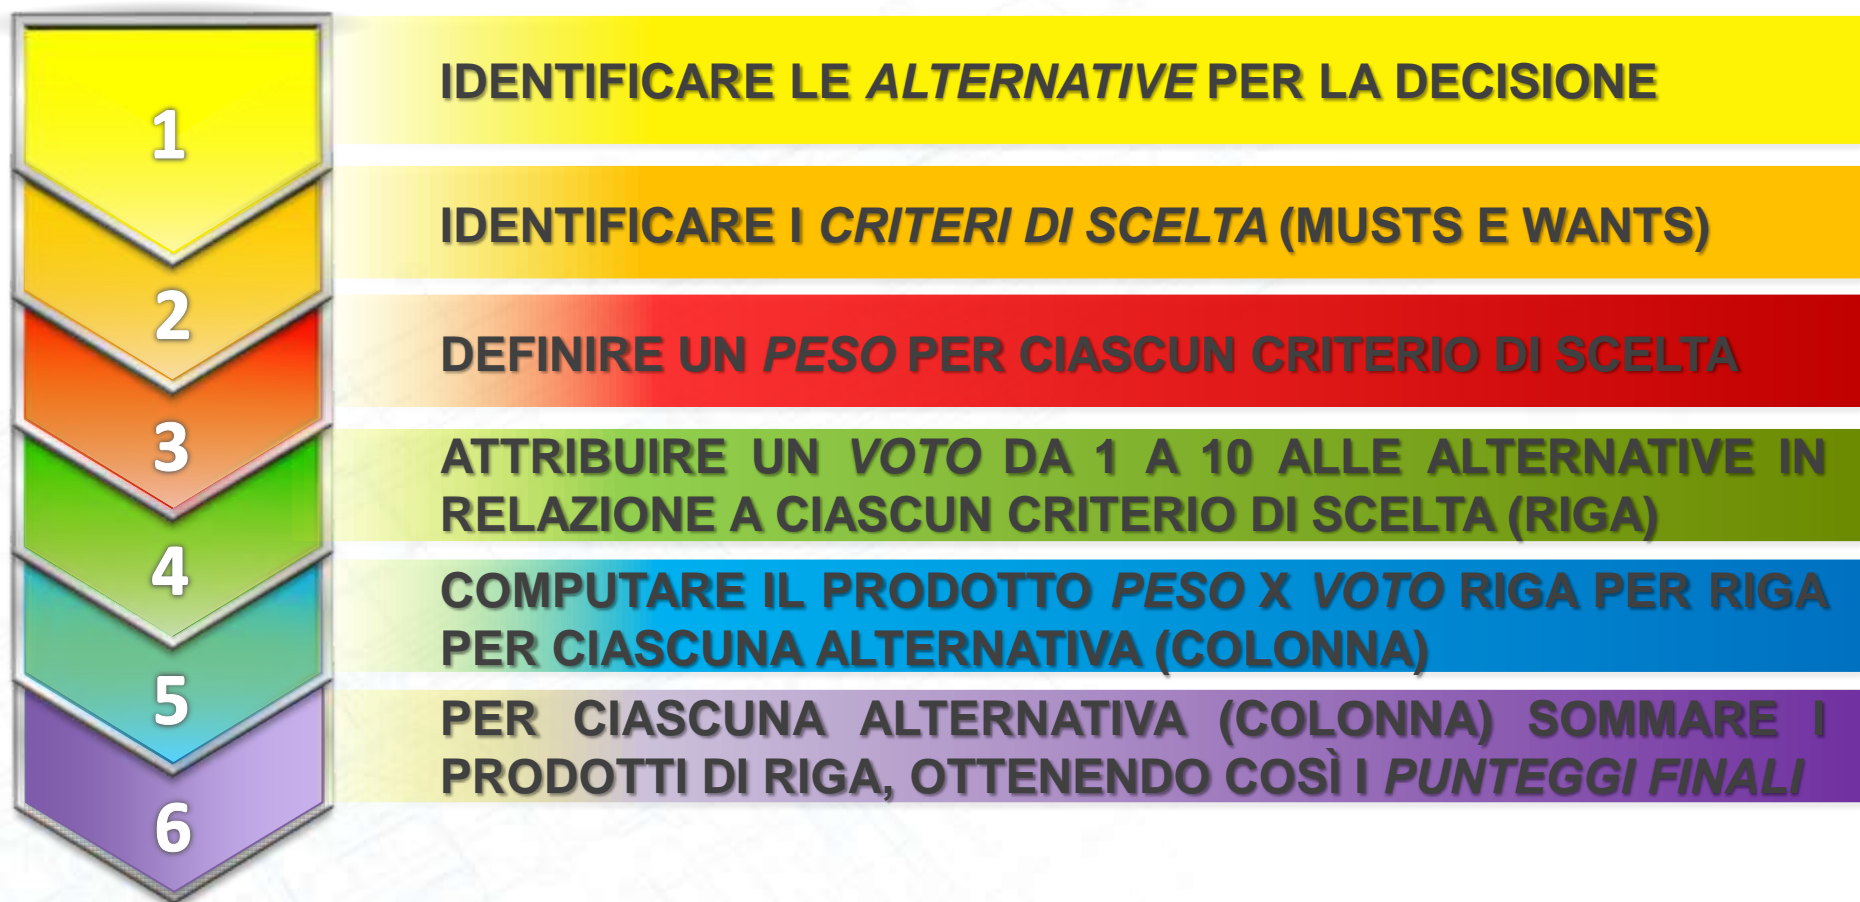 1
IDENTIFICARE LE ALTERNATIVE PER LA DECISIONE
2
IDENTIFICARE I CRITERI DI SCELTA (MUSTS E WANTS)
3
DEFINIRE UN PESO PER CIASCUN CRITERIO DI SCELTA
4
ATTRIBUIRE UN VOTO DA 1 A 10 ALLE ALTERNATIVE IN
RELAZIONE A CIASCUN CRITERIO DI SCELTA (RIGA)
5
COMPUTARE IL PRODOTTO PESO X VOTO RIGA PER RIGA
PER CIASCUNA ALTERNATIVA (COLONNA)
6
PER CIASCUNA ALTERNATIVA (COLONNA) SOMMARE I
PRODOTTI DI RIGA, OTTENENDO COSÌ I PUNTEGGI FINALI